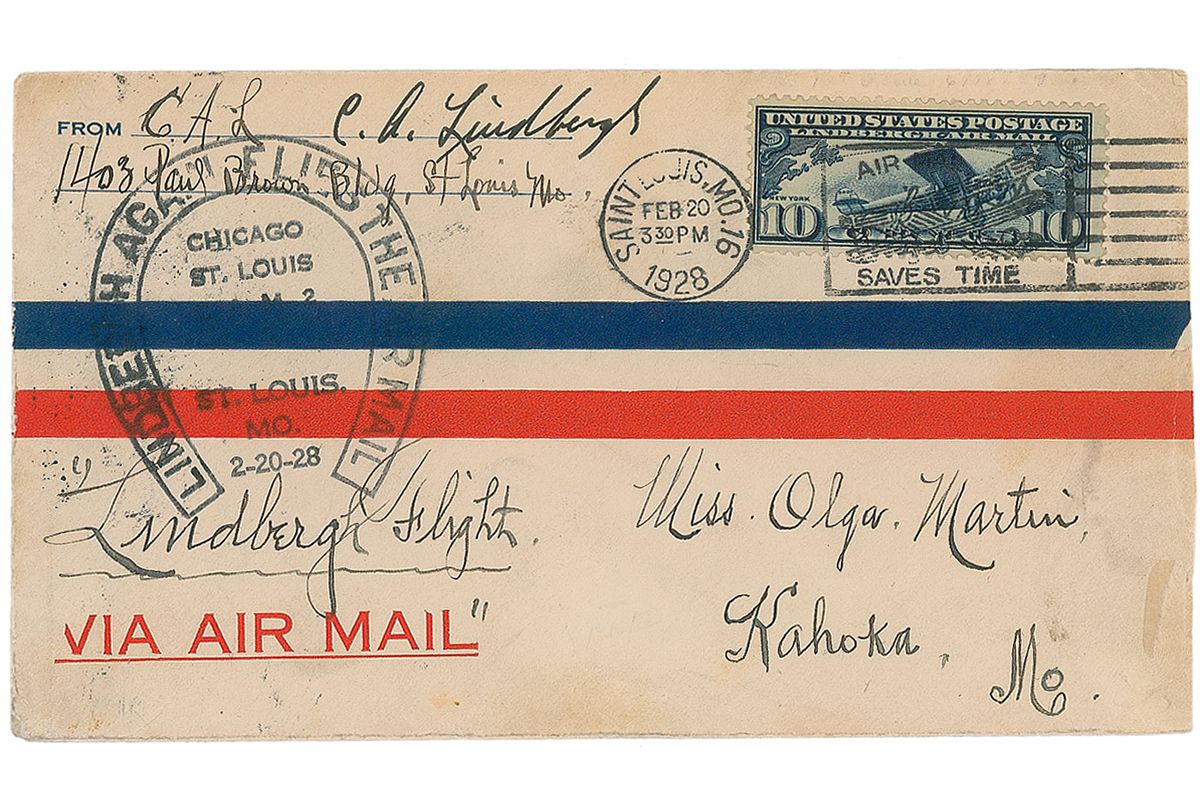 FROM C A. L C. A. Lindbergh
1403 Paul Brown Bldg, St Louis Mo.
LINDBERGH AGAIN FLIES THE AIR MAIL
CHICAGO
ST. LOUIS
M 2
ST. LOUIS.
MO.
2-20-28
SAINT LOUIS, MO. 16
FEB 20
3 30 PM
1928
UNITED STATES POSTAGE
LINDBERGH AIR MAIL
NEW YORK
10 10
AIR MAIL
SAVES TIME
"Lindbergh Flight.
VIA AIR MAIL"
Miss. Olga. Martin,
Kahoka, Mo.